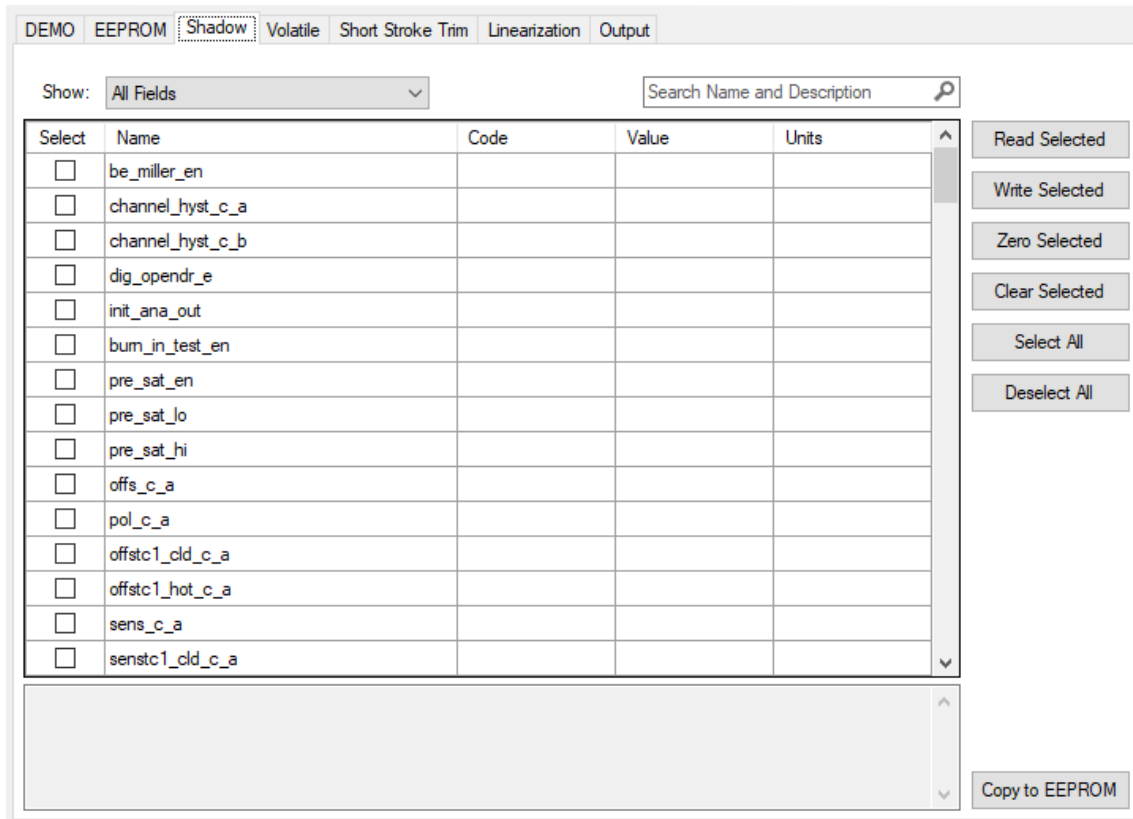 DEMO EEPROM Shadow Volatile Short Stroke Trim Linearization Output
Show: All Fields Search Name and Description
Select Name Code Value Units
be_miller_en
channel_hyst_c_a
channel_hyst_c_b
dig_opendr_e
init_ana_out
burn_in_test_en
pre_sat_en
pre_sat_lo
pre_sat_hi
offs_c_a
pol_c_a
offstc1_cld_c_a
offstc1_hot_c_a
sens_c_a
senstc1_cld_c_a
Read Selected
Write Selected
Zero Selected
Clear Selected
Select All
Deselect All
Copy to EEPROM